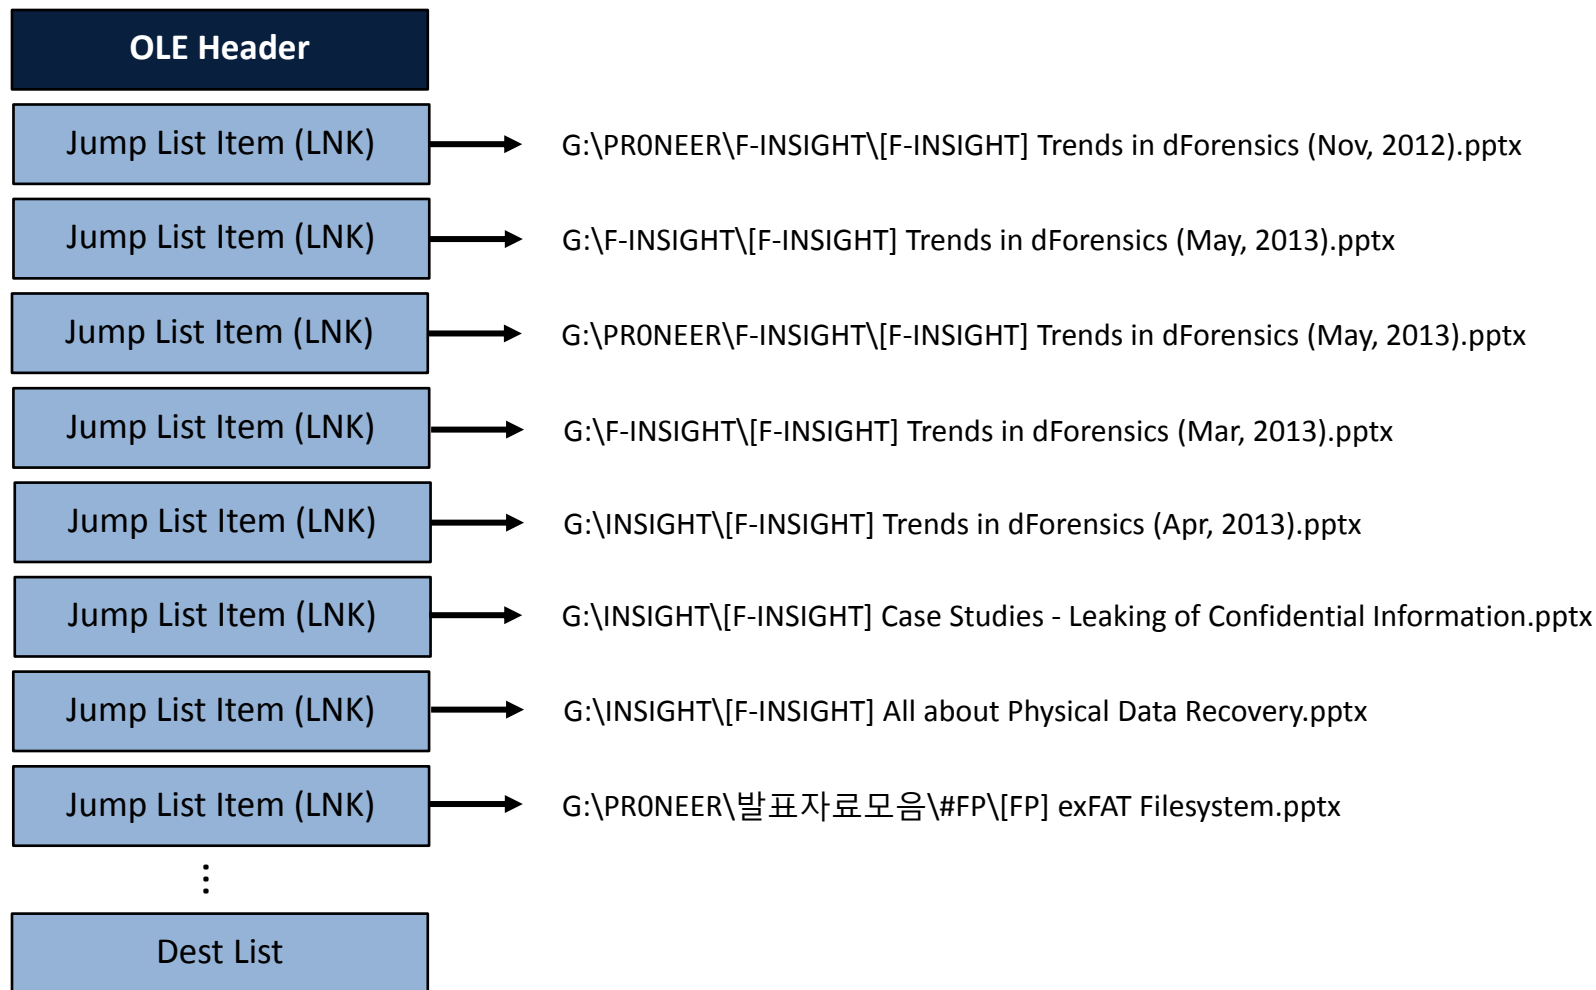 OLE Header
Jump List Item (LNK)
G:\PR0NEER\F-INSIGHT\[F-INSIGHT] Trends in dForensics (Nov, 2012).pptx
Jump List Item (LNK)
G:\F-INSIGHT\[F-INSIGHT] Trends in dForensics (May, 2013).pptx
Jump List Item (LNK)
G:\PR0NEER\F-INSIGHT\[F-INSIGHT] Trends in dForensics (May, 2013).pptx
Jump List Item (LNK)
G:\F-INSIGHT\[F-INSIGHT] Trends in dForensics (Mar, 2013).pptx
Jump List Item (LNK)
G:\INSIGHT\[F-INSIGHT] Trends in dForensics (Apr, 2013).pptx
Jump List Item (LNK)
G:\INSIGHT\[F-INSIGHT] Case Studies - Leaking of Confidential Information.pptx
Jump List Item (LNK)
G:\INSIGHT\[F-INSIGHT] All about Physical Data Recovery.pptx
Jump List Item (LNK)
G:\PR0NEER\발표자료모음\#FP\[FP] exFAT Filesystem.pptx
⋮
Dest List